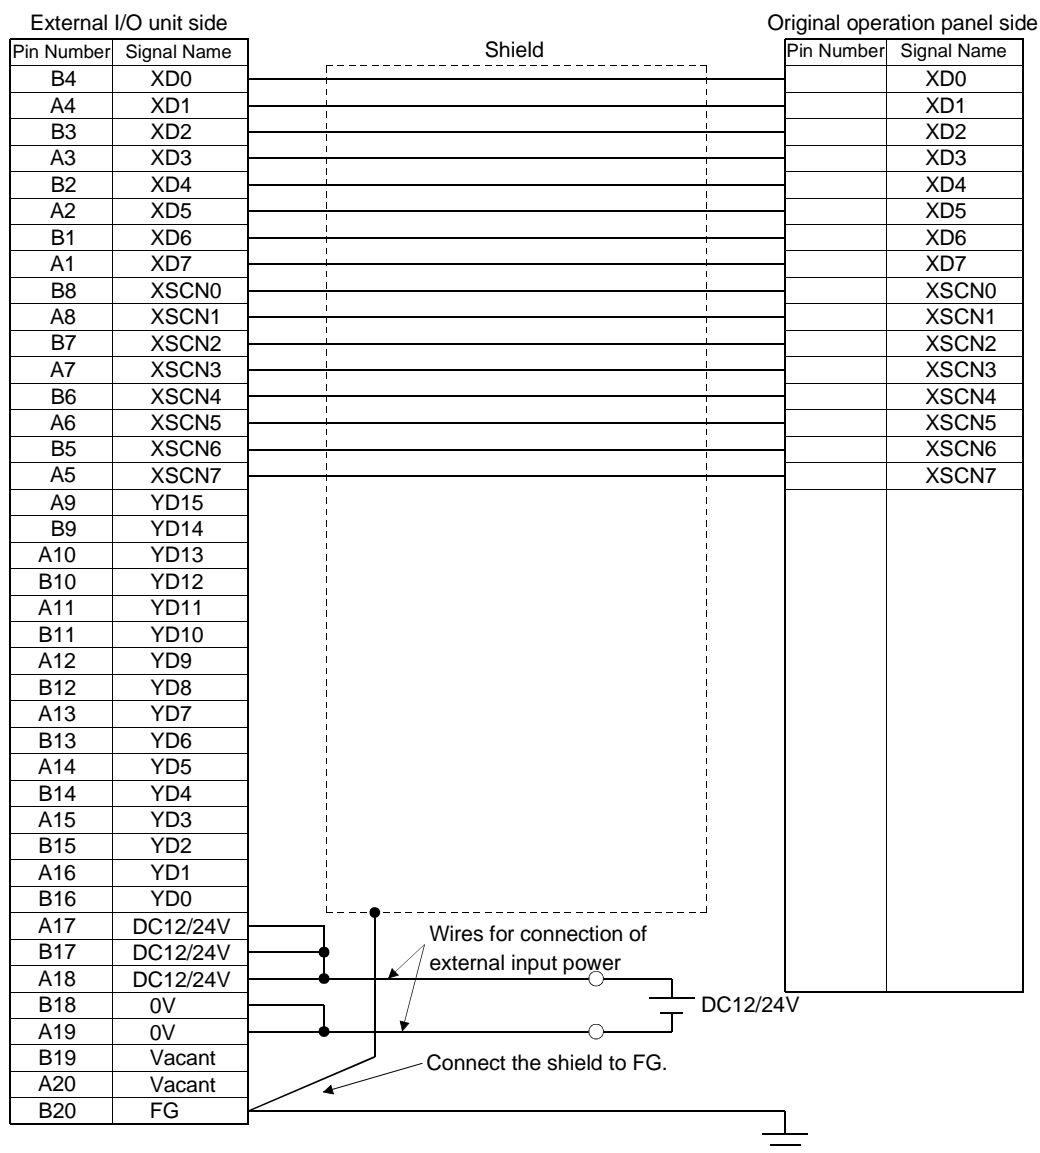 External I/O unit side Original operation panel side
Pin Number Signal Name Shield Pin Number Signal Name
B4 XD0 XD0
A4 XD1 XD1
B3 XD2 XD2
A3 XD3 XD3
B2 XD4 XD4
A2 XD5 XD5
B1 XD6 XD6
A1 XD7 XD7
B8 XSCN0 XSCN0
A8 XSCN1 XSCN1
B7 XSCN2 XSCN2
A7 XSCN3 XSCN3
B6 XSCN4 XSCN4
A6 XSCN5 XSCN5
B5 XSCN6 XSCN6
A5 XSCN7 XSCN7
A9 YD15
B9 YD14
A10 YD13
B10 YD12
A11 YD11
B11 YD10
A12 YD9
B12 YD8
A13 YD7
B13 YD6
A14 YD5
B14 YD4
A15 YD3
B15 YD2
A16 YD1
B16 YD0
A17 DC12/24V Wires for connection of
B17 DC12/24V external input power
A18 DC12/24V
B18 0V DC12/24V
A19 0V
B19 Vacant Connect the shield to FG.
A20 Vacant
B20 FG